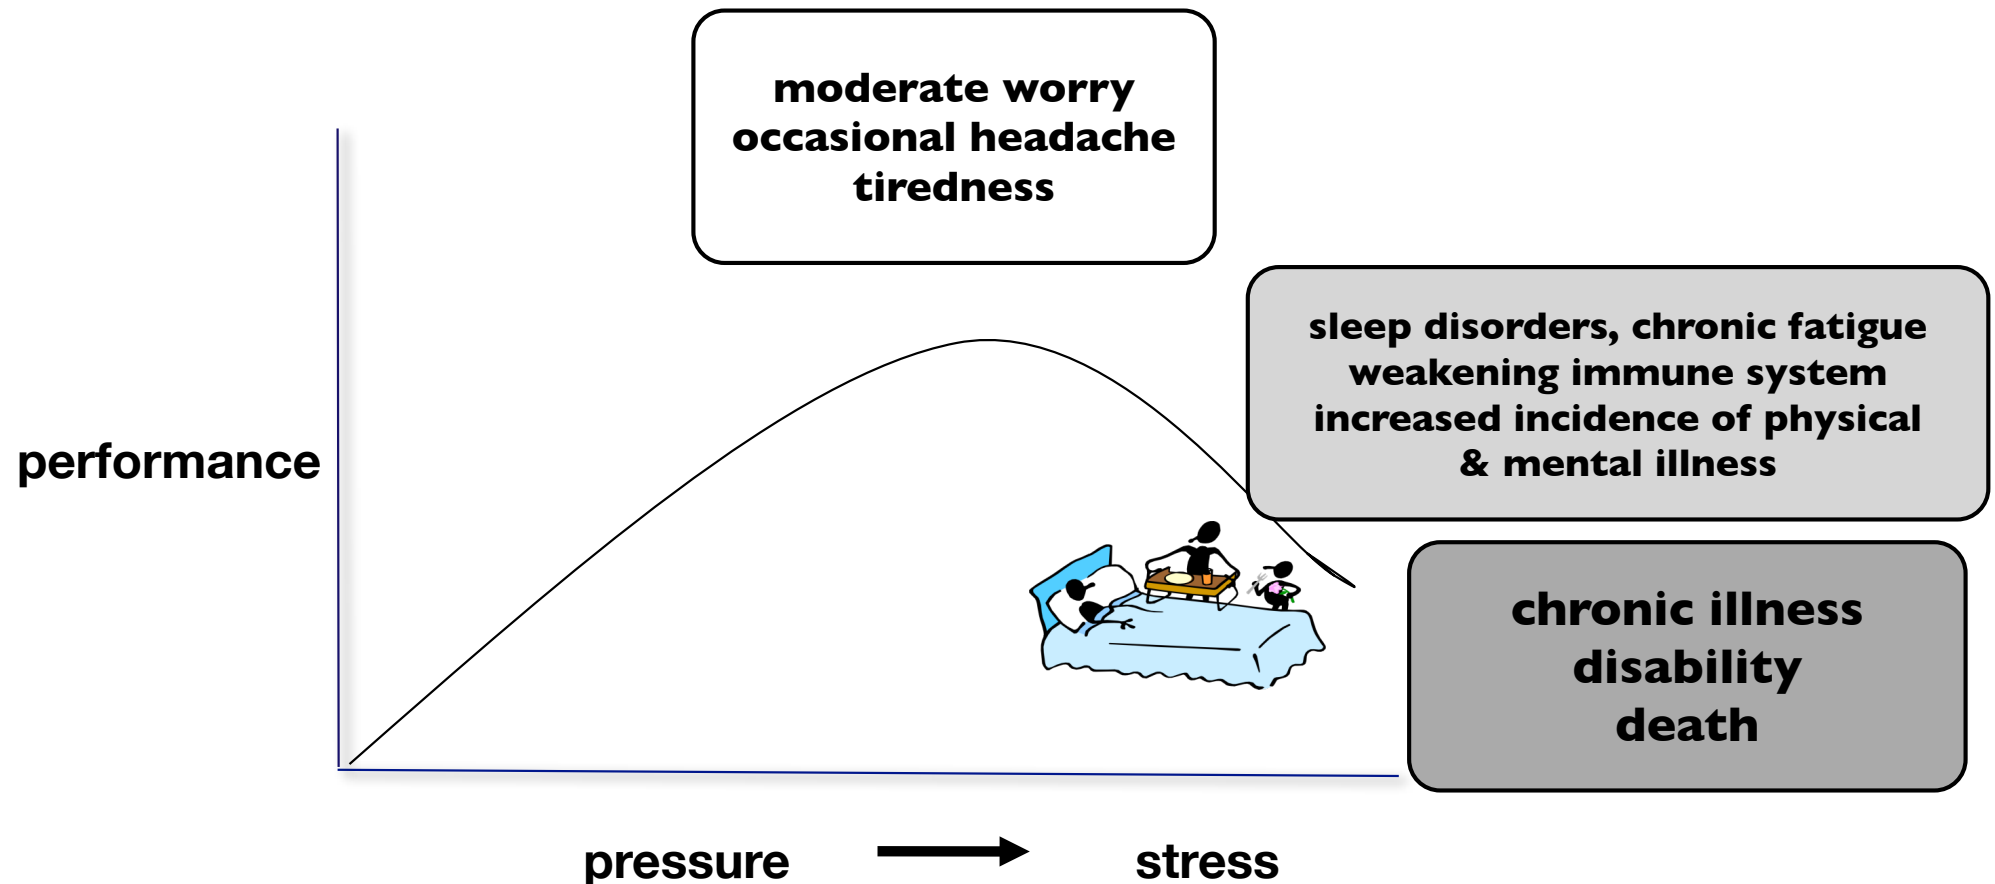 moderate worry
occasional headache
tiredness
sleep disorders, chronic fatigue
weakening immune system
increased incidence of physical
& mental illness
performance
chronic illness
disability
death
pressure
stress